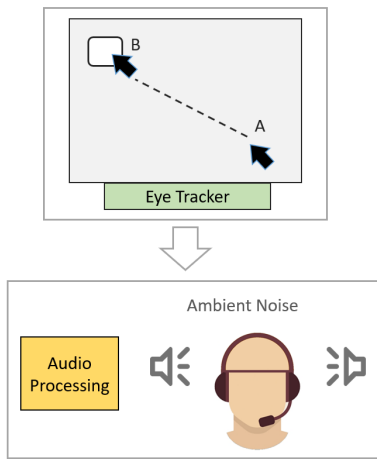 B
A
Eye Tracker
Ambient Noise
Audio
Processing